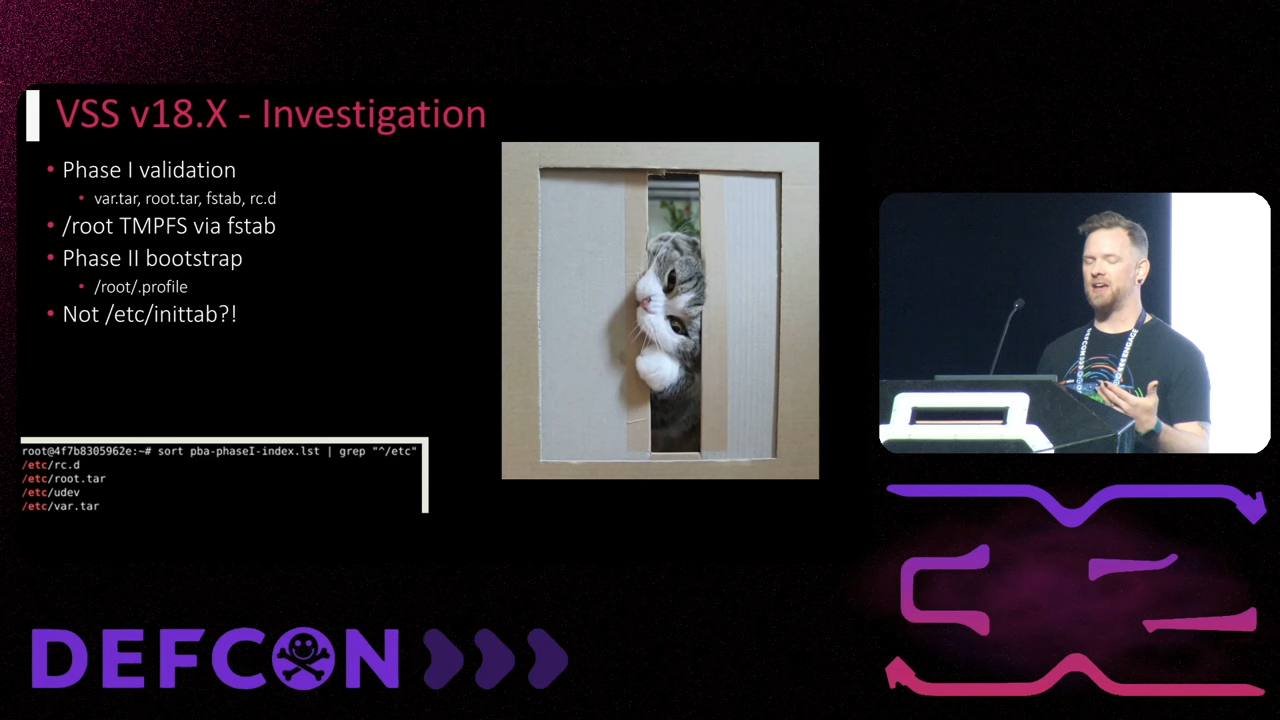 VSS v18.X - Investigation
• Phase I validation
• var.tar, root.tar, fstab, rc.d
• /root TMPFS via fstab
• Phase II bootstrap
• /root/.profile
• Not /etc/inittab?!
root@4f7b8305962e:~# sort pba-phaseI-index.lst | grep "^/etc"
/etc/rc.d
/etc/root.tar
/etc/udev
/etc/var.tar
DEFCON
ENGAGE